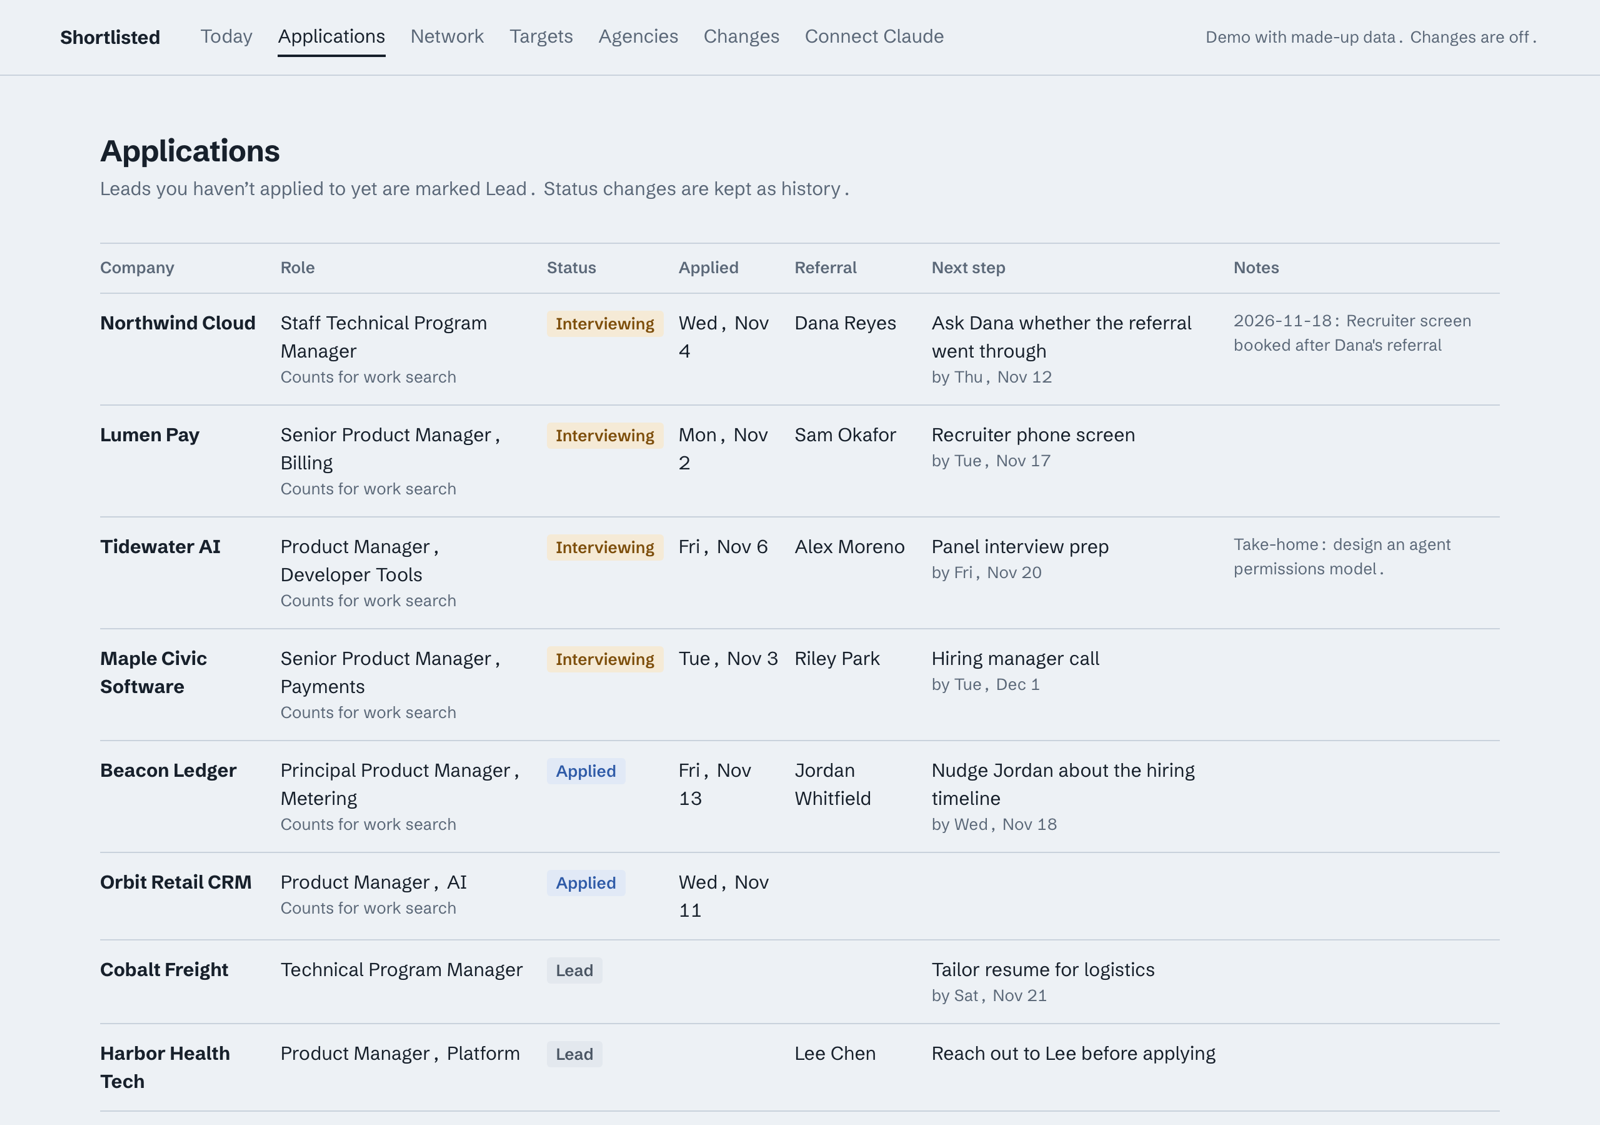 Shortlisted Today Applications Network Targets Agencies Changes Connect Claude Demo with made-up data. Changes are off.
Applications
Leads you haven’t applied to yet are marked Lead. Status changes are kept as history.
Company Role Status Applied Referral Next step Notes
Northwind Cloud Staff Technical Program Interviewing Wed, Nov Dana Reyes Ask Dana whether the referral 2026-11-18: Recruiter screen
Manager 4 went through booked after Dana's referral
Counts for work search by Thu, Nov 12
Lumen Pay Senior Product Manager, Interviewing Mon, Nov Sam Okafor Recruiter phone screen
Billing 2 by Tue, Nov 17
Counts for work search
Tidewater AI Product Manager, Interviewing Fri, Nov 6 Alex Moreno Panel interview prep Take-home: design an agent
Developer Tools by Fri, Nov 20 permissions model.
Counts for work search
Maple Civic Senior Product Manager, Interviewing Tue, Nov 3 Riley Park Hiring manager call
Software Payments by Tue, Dec 1
Counts for work search
Beacon Ledger Principal Product Manager, Applied Fri, Nov Jordan Nudge Jordan about the hiring
Metering 13 Whitfield timeline
Counts for work search by Wed, Nov 18
Orbit Retail CRM Product Manager, AI Applied Wed, Nov
Counts for work search 11
Cobalt Freight Technical Program Manager Lead Tailor resume for logistics
by Sat, Nov 21
Harbor Health Product Manager, Platform Lead Lee Chen Reach out to Lee before applying
Tech